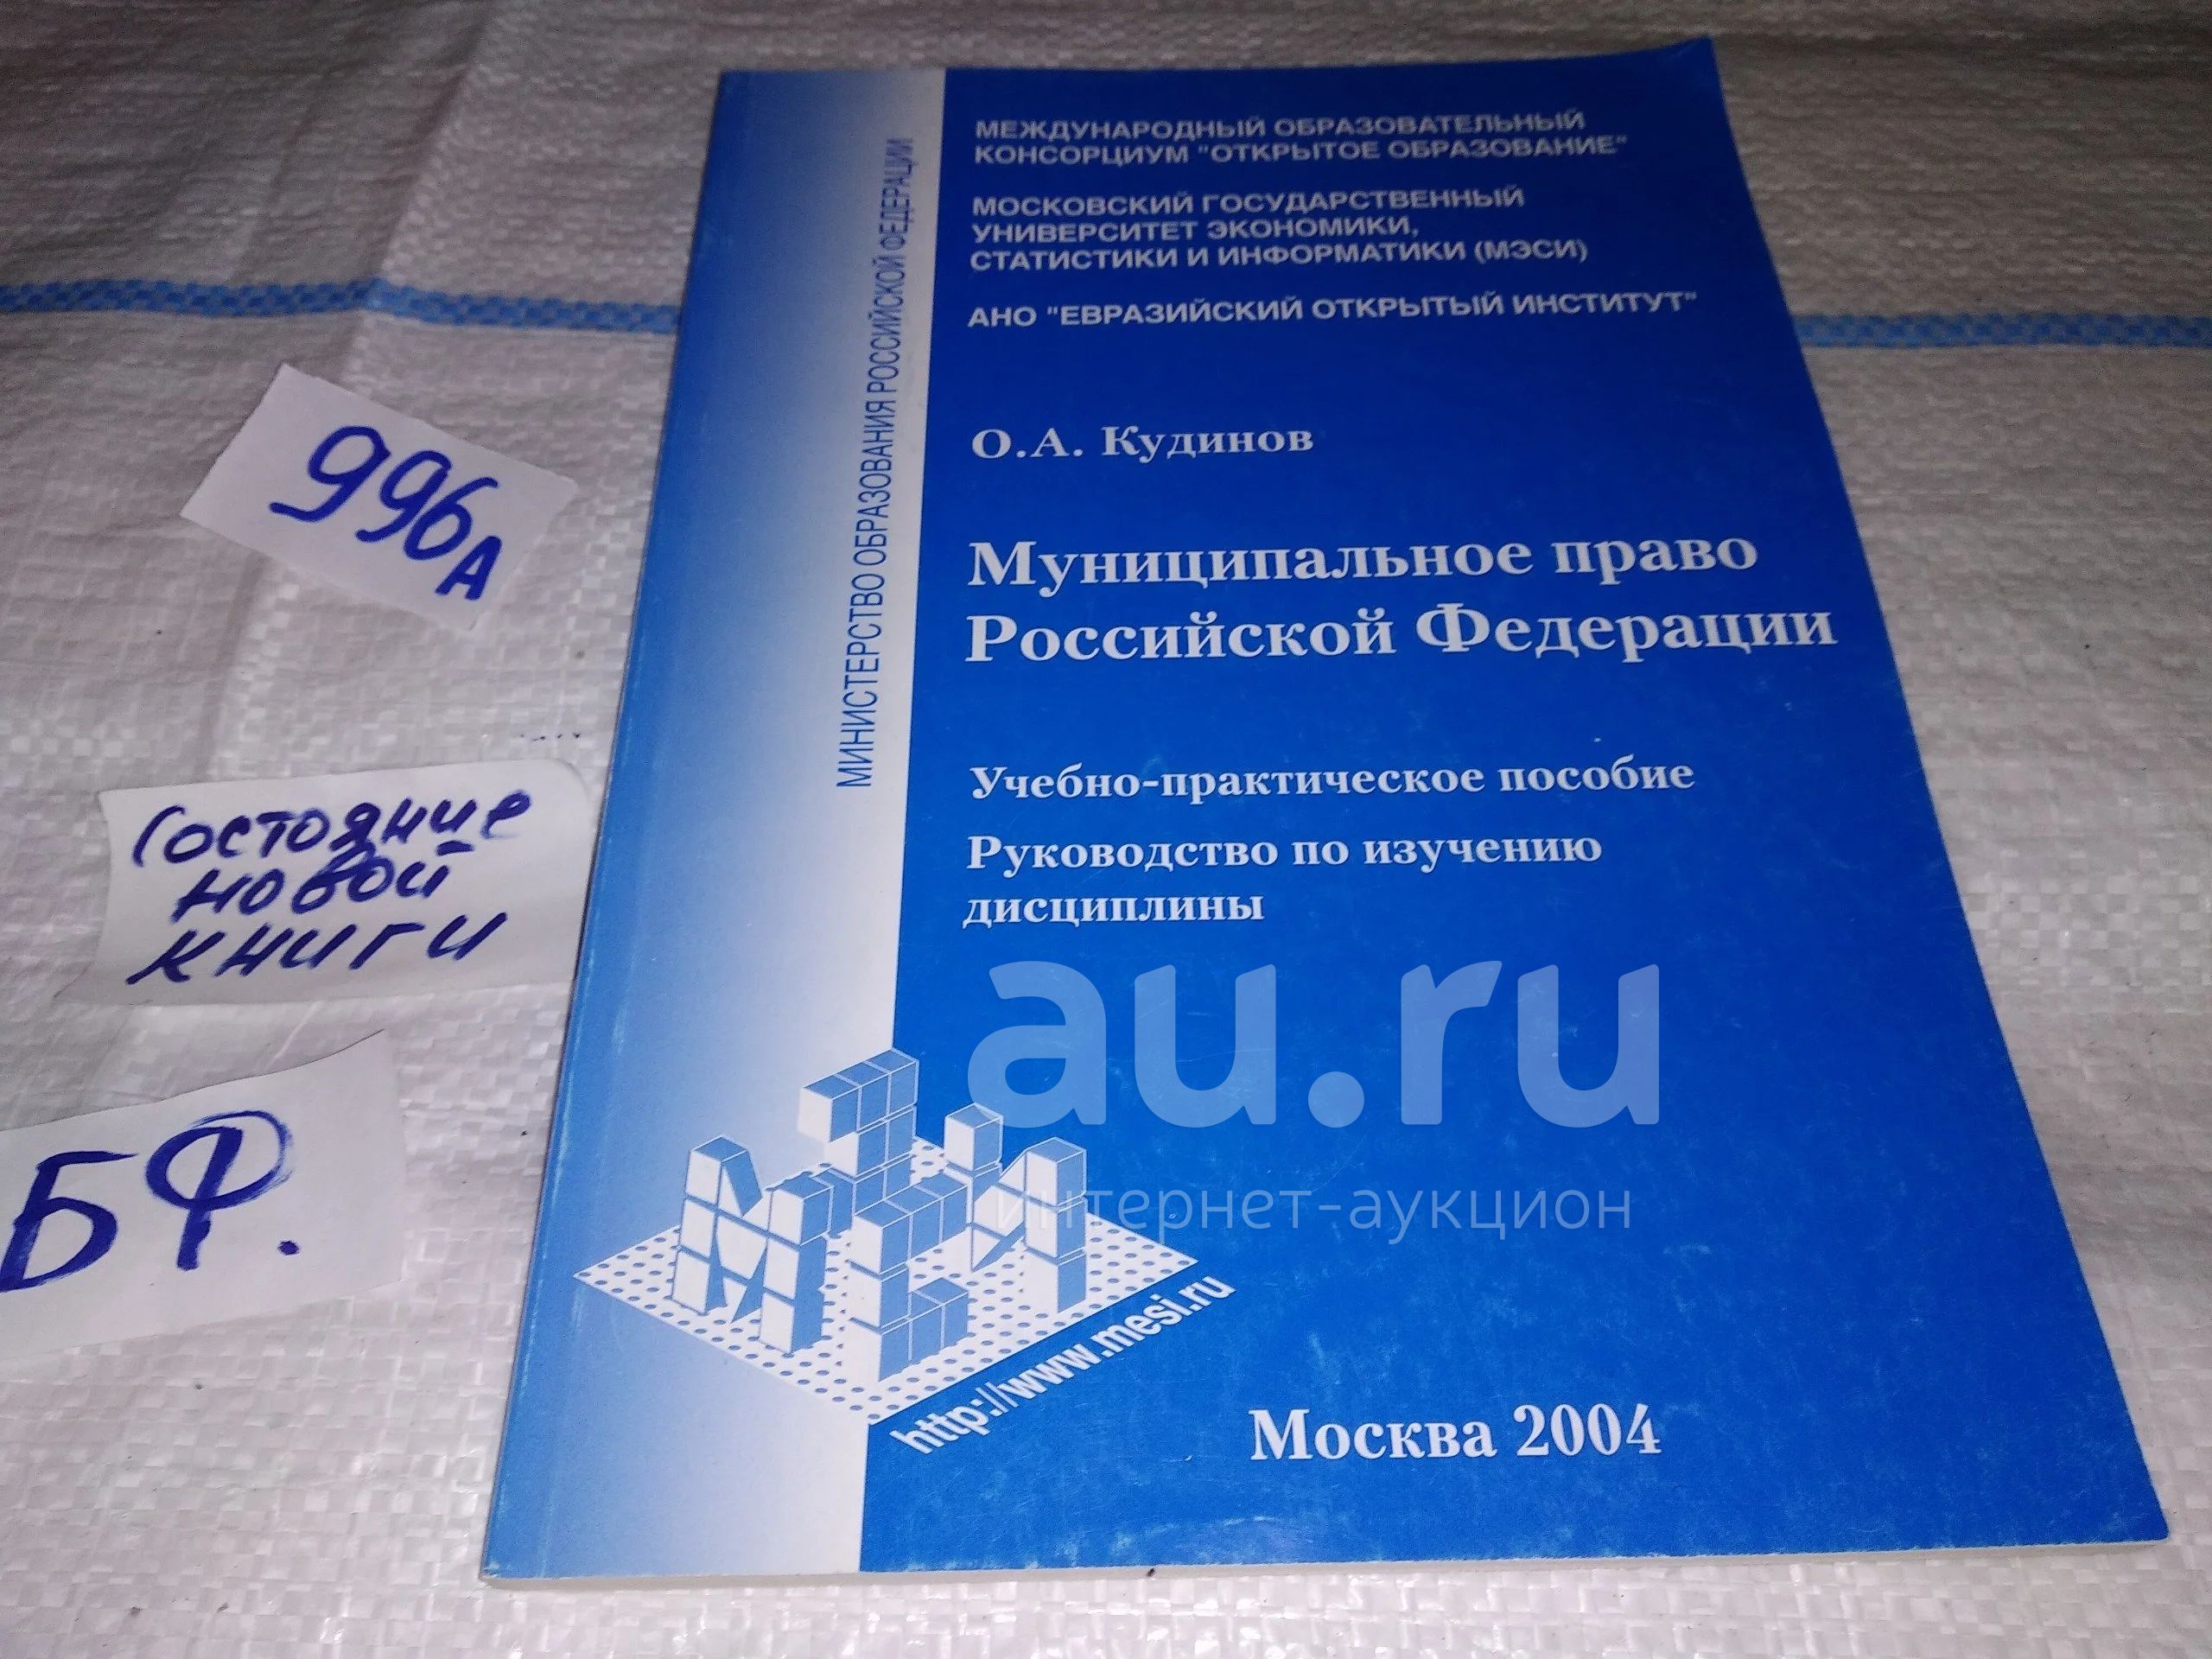 МЕЖДУНАРОДНЫЙ ОБРАЗОВАТЕЛЬНЫЙ
КОНСОРЦИУМ "ОТКРЫТОЕ ОБРАЗОВАНИЕ"
МОСКОВСКИЙ ГОСУДАРСТВЕННЫЙ
УНИВЕРСИТЕТ ЭКОНОМИКИ,
СТАТИСТИКИ И ИНФОРМАТИКИ (МЭСИ)
АНО "ЕВРАЗИЙСКИЙ ОТКРЫТЫЙ ИНСТИТУТ"
МИНИСТЕРСТВО ОБРАЗОВАНИЯ РОССИЙСКОЙ ФЕДЕРАЦИИ
О.А. Кудинов
Муниципальное право
Российской Федерации
Учебно-практическое пособие
Руководство по изучению
дисциплины
996А
Состояние
новой
книги
БФ.
au.ru
интернет-аукцион
http://www.mesi.ru
Москва 2004